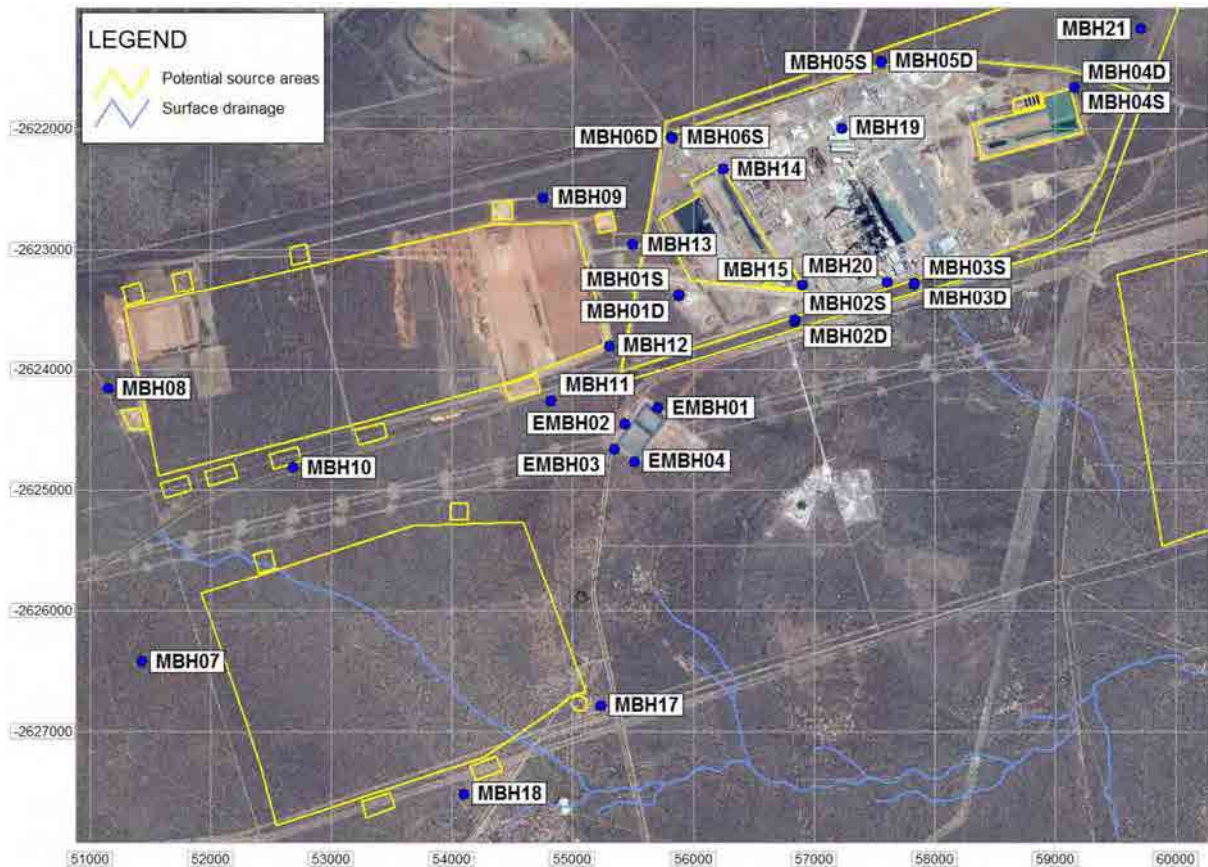 LEGEND
Potential source areas
Surface drainage
MBH21
MBH05S
MBH05D
MBH04D
MBH04S
-2622000
MBH06D
MBH06S
MBH19
MBH14
MBH09
-2623000
MBH13
MBH01S
MBH15
MBH20
MBH03S
MBH01D
MBH02S
MBH03D
MBH02D
MBH12
-2624000
MBH08
MBH11
EMBH02
EMBH01
MBH10
EMBH03
EMBH04
-2625000
-2626000
MBH07
MBH17
-2627000
MBH18
51000
52000
53000
54000
55000
56000
57000
58000
59000
60000